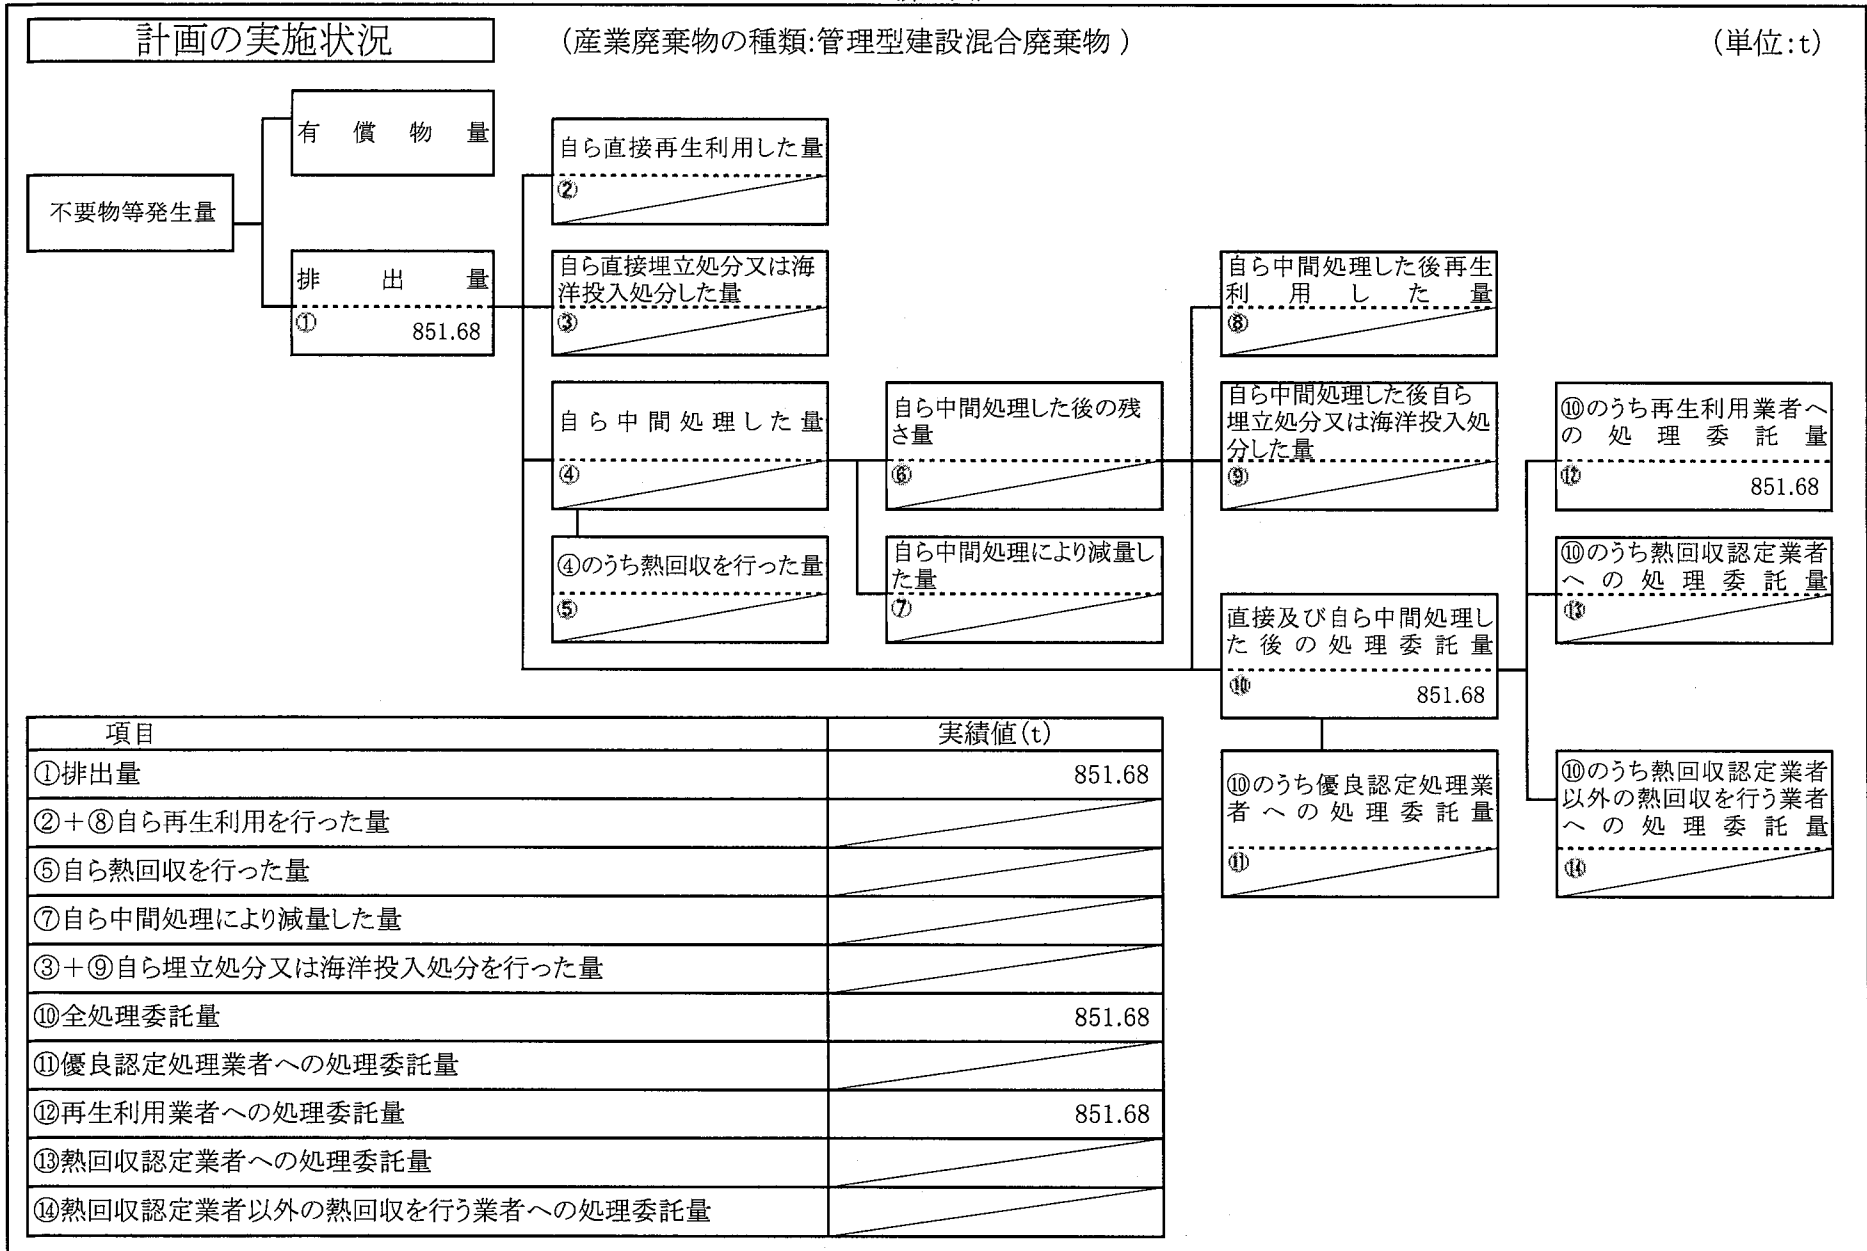 計画の実施状況
(産業廃棄物の種類:管理型建設混合廃棄物 )
(単位:t)
有償物量
不要物等発生量
排出量
① 851.68
自ら直接再生利用した量
②
自ら直接埋立処分又は海
洋投入処分した量
③
自ら中間処理した量
④
④のうち熱回収を行った量
⑤
自ら中間処理した後の残
さ量
⑥
自ら中間処理により減量し
た量
⑦
自ら中間処理した後再生
利用した量
⑧
自ら中間処理した後自ら
埋立処分又は海洋投入処
分した量
⑨
直接及び自ら中間処理し
た後の処理委託量
⑩ 851.68
⑩のうち優良認定処理業
者への処理委託量
⑪
⑩のうち再生利用業者へ
の処理委託量
⑫ 851.68
⑩のうち熱回収認定業者
への処理委託量
⑬
⑩のうち熱回収認定業者
以外の熱回収を行う業者
への処理委託量
⑭
項目 実績値(t)
①排出量 851.68
②+⑧自ら再生利用を行った量
⑤自ら熱回収を行った量
⑦自ら中間処理により減量した量
③+⑨自ら埋立処分又は海洋投入処分を行った量
⑩全処理委託量 851.68
⑪優良認定処理業者への処理委託量
⑫再生利用業者への処理委託量 851.68
⑬熱回収認定業者への処理委託量
⑭熱回収認定業者以外の熱回収を行う業者への処理委託量